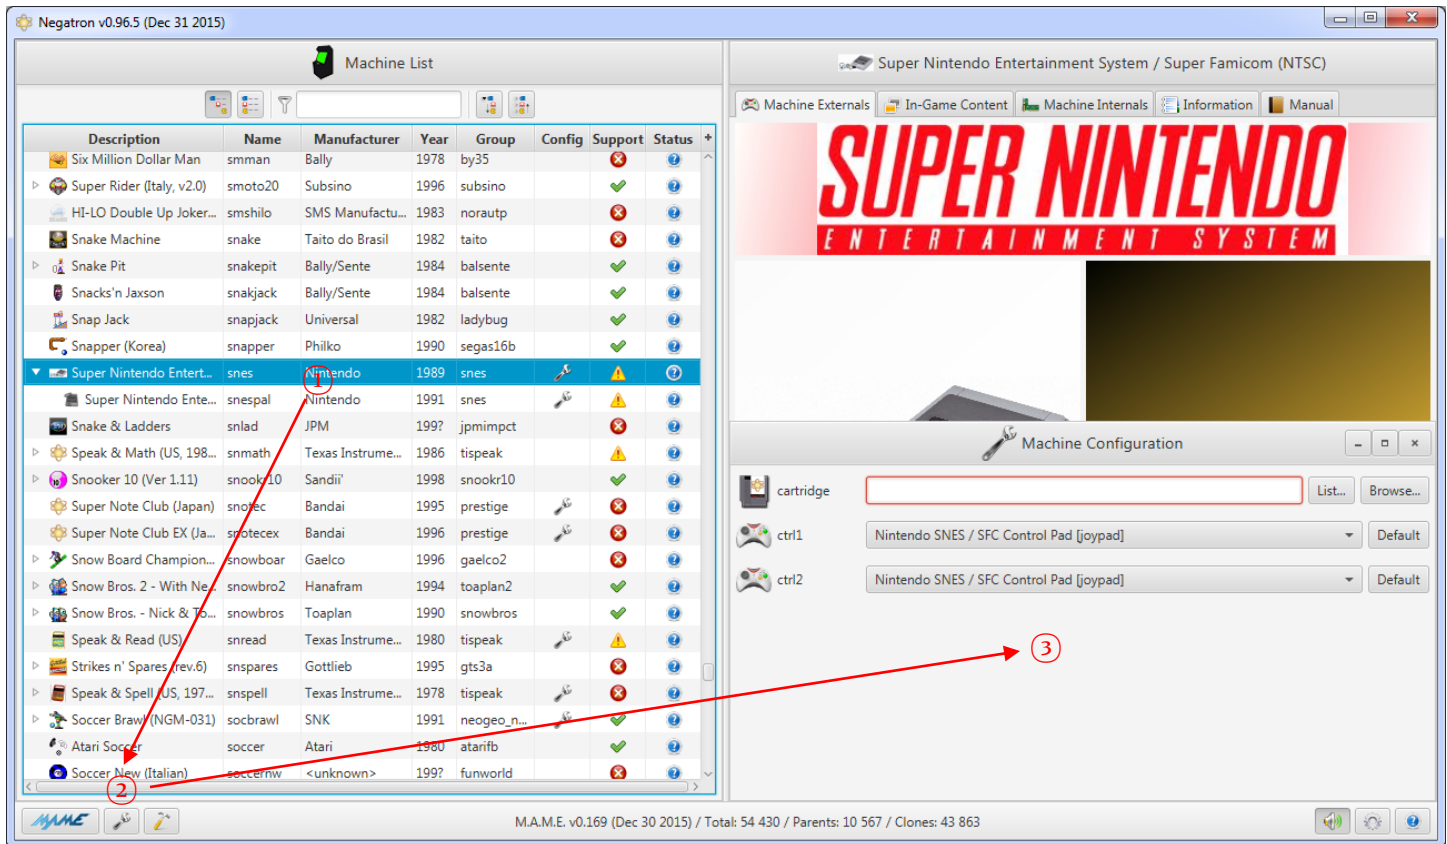 Negatron v0.96.5 (Dec 31 2015)
Machine List
Description Name Manufacturer Year Group Config Support Status +
Six Million Dollar Man smman Bally 1978 by35
Super Rider (Italy, v2.0) smoto20 Subsino 1996 subsino
HI-LO Double Up Joker... smshilo SMS Manufactu... 1983 norautp
Snake Machine snake Taito do Brasil 1982 taito
Snake Pit snakepit Bally/Sente 1984 balsente
Snacks'n Jaxson snakjack Bally/Sente 1984 balsente
Snap Jack snapjack Universal 1982 ladybug
Snapper (Korea) snapper Philko 1990 segas16b
Super Nintendo Entert... snes Nintendo 1989 snes
①
Super Nintendo Ente... snespal Nintendo 1991 snes
Snake & Ladders snlad JPM 199? jpmimpct
Speak & Math (US, 198... snmath Texas Instrume... 1986 tispeak
Snooker 10 (Ver 1.11) snookr10 Sandii' 1998 snookr10
Super Note Club (Japan) snotec Bandai 1995 prestige
Super Note Club EX (Ja... snotecex Bandai 1996 prestige
Snow Board Champion... snowboar Gaelco 1996 gaelco2
Snow Bros. 2 - With Ne... snowbro2 Hanafram 1994 toaplan2
Snow Bros. - Nick & To... snowbros Toaplan 1990 snowbros
Speak & Read (US) snread Texas Instrume... 1980 tispeak
Strikes n' Spares (rev.6) snspares Gottlieb 1995 gts3a
Speak & Spell (US, 197... snspell Texas Instrume... 1978 tispeak
Soccer Brawl (NGM-031) socbrawl SNK 1991 neogeo_n...
Atari Soccer soccer Atari 1980 atarifb
Soccer New (Italian) soccernw <unknown> 199? funworld
②
Super Nintendo Entertainment System / Super Famicom (NTSC)
Machine Externals In-Game Content Machine Internals Information Manual
SUPER NINTENDO
ENTERTAINMENT SYSTEM
Machine Configuration
cartridge List... Browse...
ctrl1 Nintendo SNES / SFC Control Pad [joypad] Default
ctrl2 Nintendo SNES / SFC Control Pad [joypad] Default
③
MAME
M.A.M.E. v0.169 (Dec 30 2015) / Total: 54 430 / Parents: 10 567 / Clones: 43 863